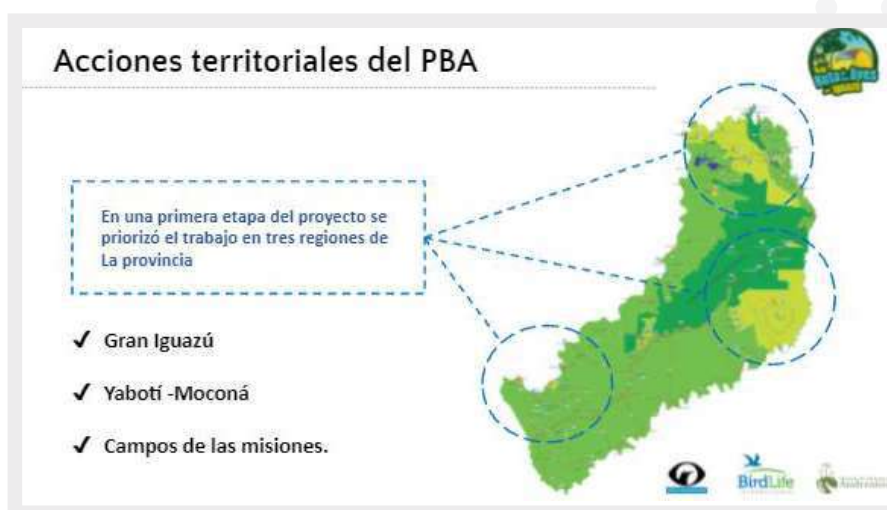 Acciones territoriales del PBA
En una primera etapa del proyecto se
priorizó el trabajo en tres regiones de
La provincia
✓ Gran Iguazú
✓ Yabotí -Moconá
✓ Campos de las misiones.
BirdLife